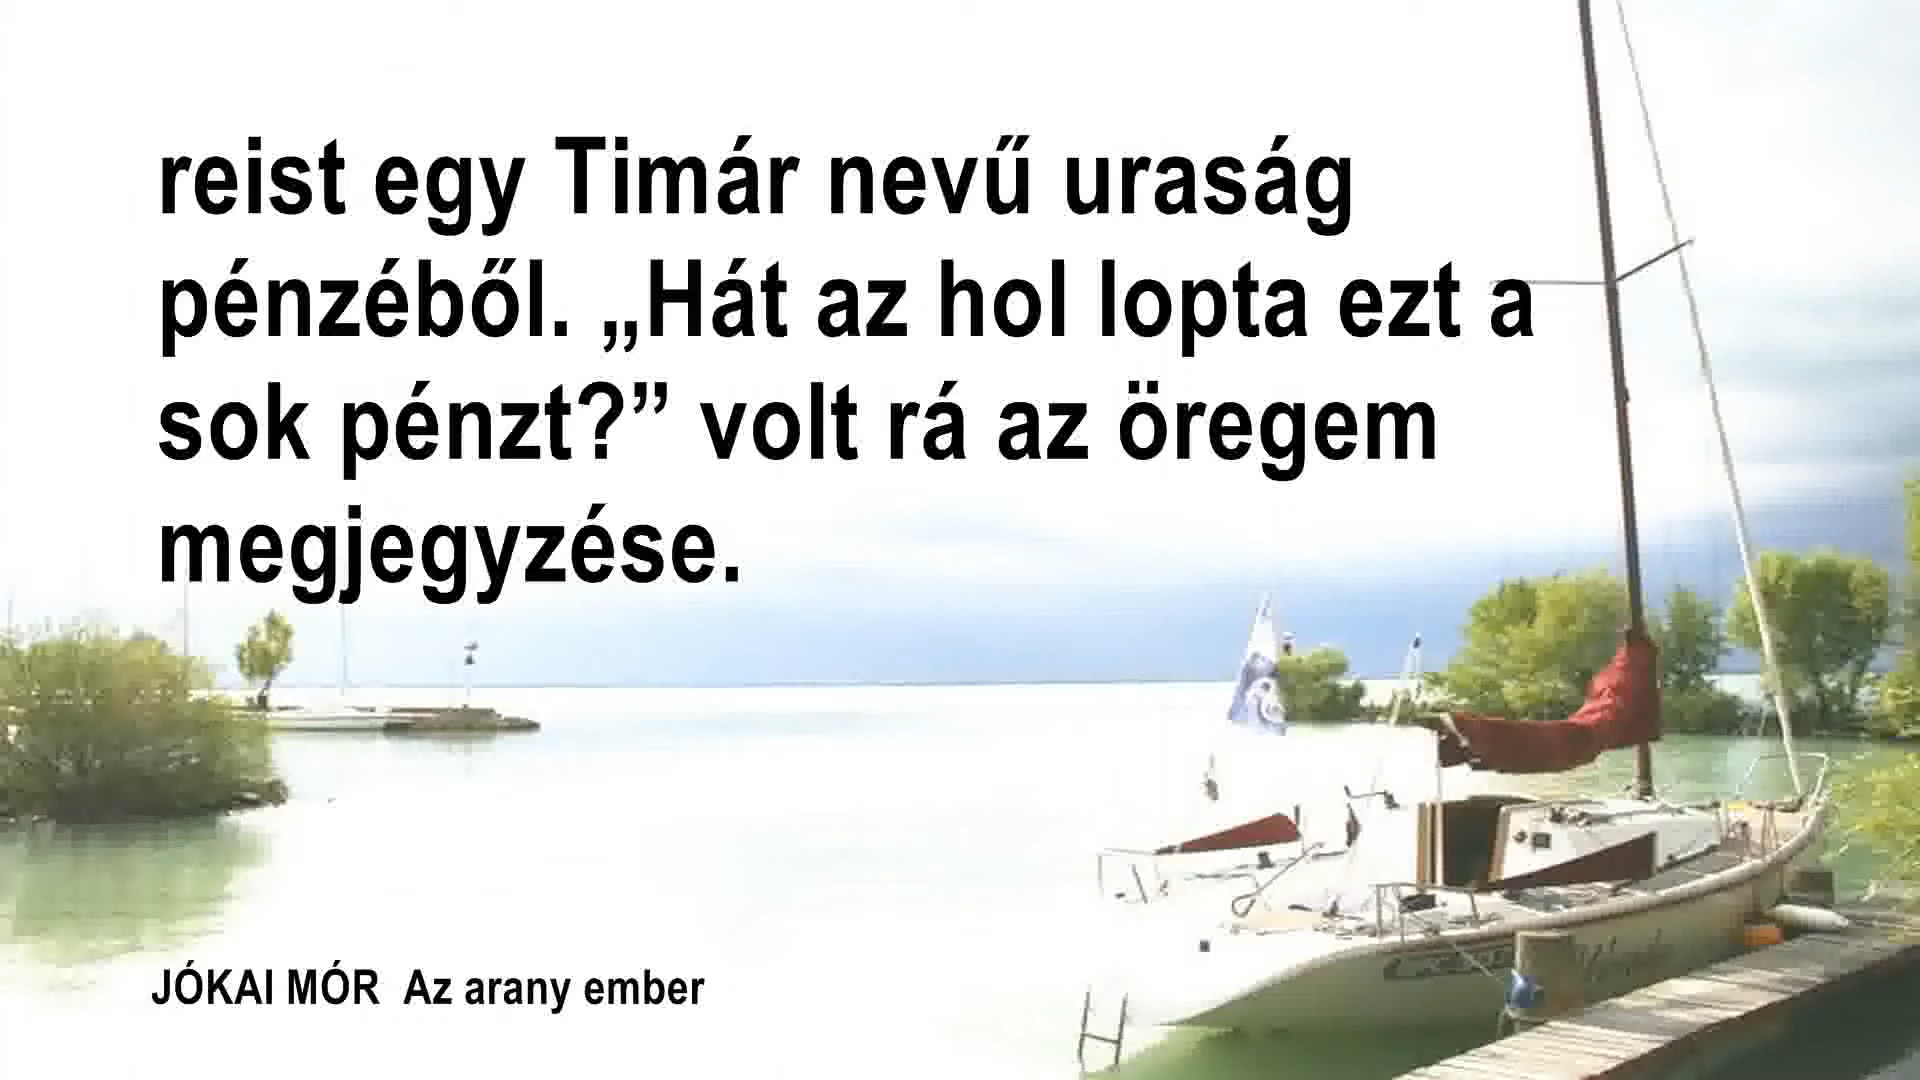 reist egy Timár nevű uraság
pénzéből. „Hát az hol lopta ezt a
sok pénzt?” volt rá az öregem
megjegyzése.
JÓKAI MÓR Az arany ember